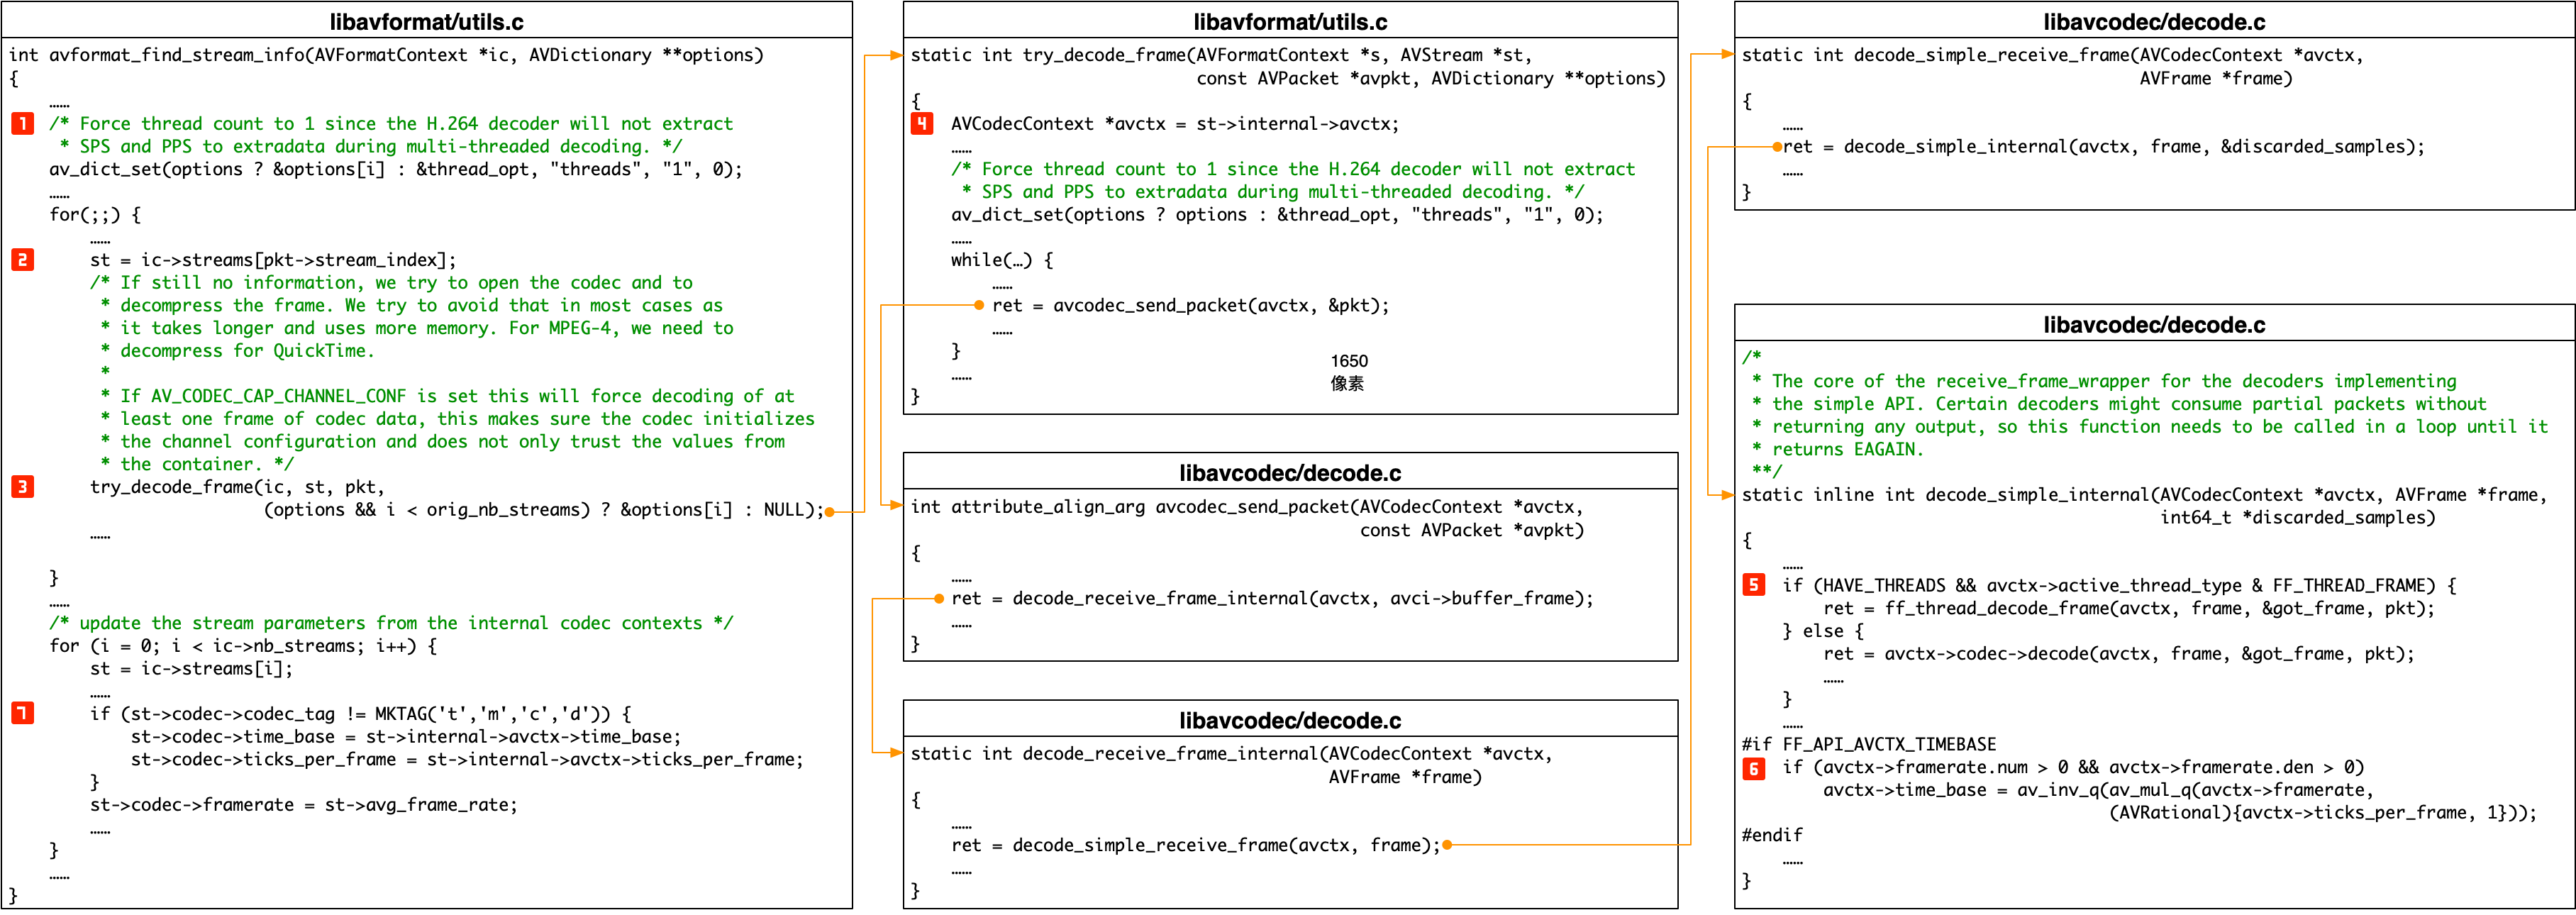 libavformat/utils.c
int avformat_find_stream_info(AVFormatContext *ic, AVDictionary **options)
{
    ……
1   /* Force thread count to 1 since the H.264 decoder will not extract
     * SPS and PPS to extradata during multi-threaded decoding. */
    av_dict_set(options ? &options[i] : &thread_opt, "threads", "1", 0);
    ……
    for(;;) {
        ……
2       st = ic->streams[pkt->stream_index];
        /* If still no information, we try to open the codec and to
         * decompress the frame. We try to avoid that in most cases as
         * it takes longer and uses more memory. For MPEG-4, we need to
         * decompress for QuickTime.
         *
         * If AV_CODEC_CAP_CHANNEL_CONF is set this will force decoding of at
         * least one frame of codec data, this makes sure the codec initializes
         * the channel configuration and does not only trust the values from
         * the container. */
3       try_decode_frame(ic, st, pkt,
                         (options && i < orig_nb_streams) ? &options[i] : NULL);
        ……
    }
    ……
    /* update the stream parameters from the internal codec contexts */
    for (i = 0; i < ic->nb_streams; i++) {
        st = ic->streams[i];
        ……
7       if (st->codec->codec_tag != MKTAG('t','m','c','d')) {
            st->codec->time_base = st->internal->avctx->time_base;
            st->codec->ticks_per_frame = st->internal->avctx->ticks_per_frame;
        }
        st->codec->framerate = st->avg_frame_rate;
        ……
    }
    ……
}
libavformat/utils.c
static int try_decode_frame(AVFormatContext *s, AVStream *st,
                            const AVPacket *avpkt, AVDictionary **options)
{
4   AVCodecContext *avctx = st->internal->avctx;
    ……
    /* Force thread count to 1 since the H.264 decoder will not extract
     * SPS and PPS to extradata during multi-threaded decoding. */
    av_dict_set(options ? options : &thread_opt, "threads", "1", 0);
    ……
    while(…) {
        ……
        ret = avcodec_send_packet(avctx, &pkt);
        ……
    }
1650
像素
    ……
}
libavcodec/decode.c
int attribute_align_arg avcodec_send_packet(AVCodecContext *avctx,
                                            const AVPacket *avpkt)
{
    ……
    ret = decode_receive_frame_internal(avctx, avci->buffer_frame);
    ……
}
libavcodec/decode.c
static int decode_receive_frame_internal(AVCodecContext *avctx,
                                         AVFrame *frame)
{
    ……
    ret = decode_simple_receive_frame(avctx, frame);
    ……
}
libavcodec/decode.c
static int decode_simple_receive_frame(AVCodecContext *avctx,
                                       AVFrame *frame)
{
    ……
    ret = decode_simple_internal(avctx, frame, &discarded_samples);
    ……
}
libavcodec/decode.c
/*
 * The core of the receive_frame_wrapper for the decoders implementing
 * the simple API. Certain decoders might consume partial packets without
 * returning any output, so this function needs to be called in a loop until it
 * returns EAGAIN.
 **/
static inline int decode_simple_internal(AVCodecContext *avctx, AVFrame *frame,
                                         int64_t *discarded_samples)
{
    ……
5   if (HAVE_THREADS && avctx->active_thread_type & FF_THREAD_FRAME) {
        ret = ff_thread_decode_frame(avctx, frame, &got_frame, pkt);
    } else {
        ret = avctx->codec->decode(avctx, frame, &got_frame, pkt);
        ……
    }
    ……
#if FF_API_AVCTX_TIMEBASE
6   if (avctx->framerate.num > 0 && avctx->framerate.den > 0)
        avctx->time_base = av_inv_q(av_mul_q(avctx->framerate,
                                    (AVRational){avctx->ticks_per_frame, 1}));
#endif
    ……
}